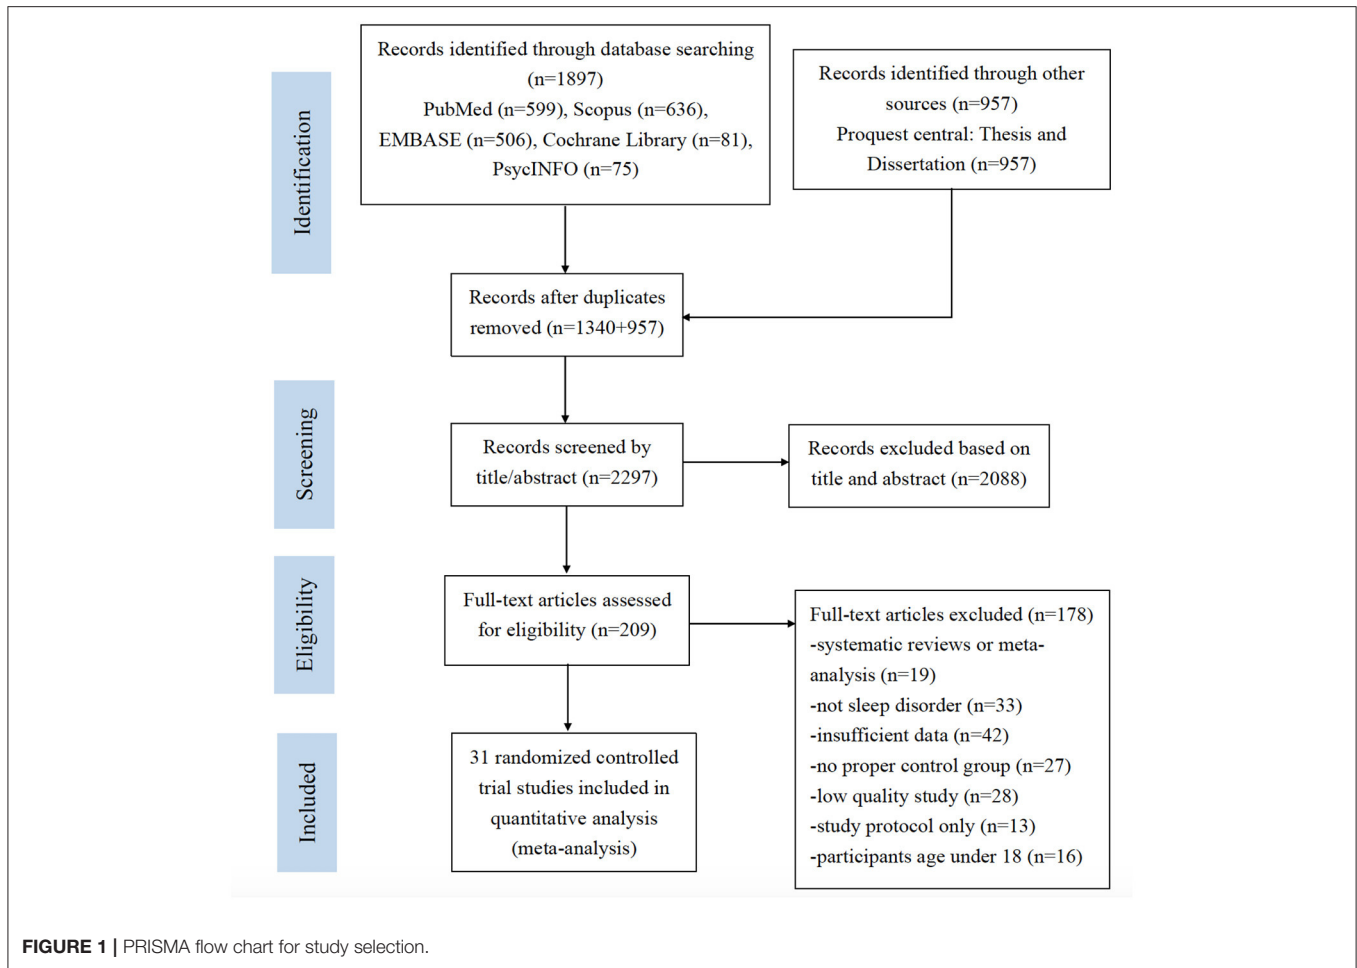 Identification
Records identified through database searching
(n=1897)
PubMed (n=599), Scopus (n=636),
EMBASE (n=506), Cochrane Library (n=81),
PsycINFO (n=75)
Records identified through other
sources (n=957)
Proquest central: Thesis and
Dissertation (n=957)
Records after duplicates
removed (n=1340+957)
Screening
Records screened by
title/abstract (n=2297)
Records excluded based on
title and abstract (n=2088)
Eligibility
Full-text articles assessed
for eligibility (n=209)
Full-text articles excluded (n=178)
-systematic reviews or meta-
analysis (n=19)
-not sleep disorder (n=33)
-insufficient data (n=42)
-no proper control group (n=27)
-low quality study (n=28)
-study protocol only (n=13)
-participants age under 18 (n=16)
Included
31 randomized controlled
trial studies included in
quantitative analysis
(meta-analysis)
FIGURE 1 | PRISMA flow chart for study selection.